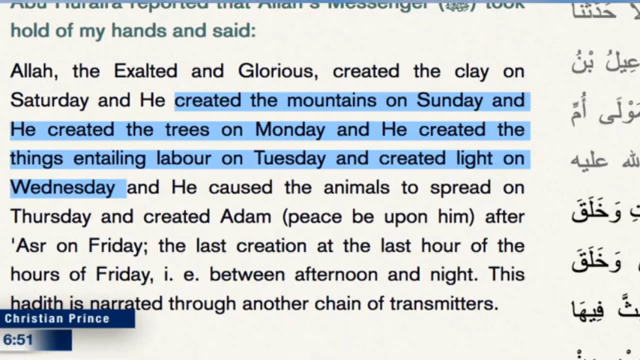 Abu Huraira reported that Allah's Messenger (ﷺ) took
hold of my hands and said:
Allah, the Exalted and Glorious, created the clay on
Saturday and He created the mountains on Sunday and
He created the trees on Monday and He created the
things entailing labour on Tuesday and created light on
Wednesday and He caused the animals to spread on
Thursday and created Adam (peace be upon him) after
'Asr on Friday; the last creation at the last hour of the
hours of Friday, i. e. between afternoon and night. This
hadith is narrated through another chain of transmitters.
Christian Prince
6:51
حَدَّثَنَا
عِيلُ بْنُ
مَوْلَى أُمِّ
لله عليه
وَخَلَقَ
وَخَلَقَ
ثَّ فِيهَا